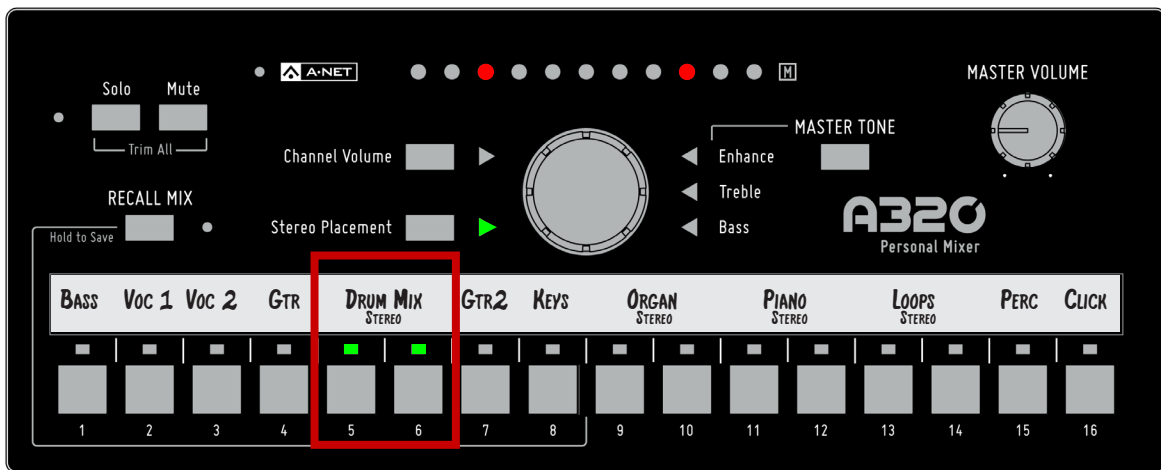 A·NET
M
MASTER VOLUME
Solo Mute
Trim All
MASTER TONE
Channel Volume
Enhance
Treble
RECALL MIX
Hold to Save
Stereo Placement
Bass
A320
Personal Mixer
BASS VOC 1 VOC 2 GTR DRUM MIX GTR2 KEYS ORGAN PIANO LOOPS PERC CLICK
STEREO STEREO STEREO STEREO
1 2 3 4 5 6 7 8 9 10 11 12 13 14 15 16